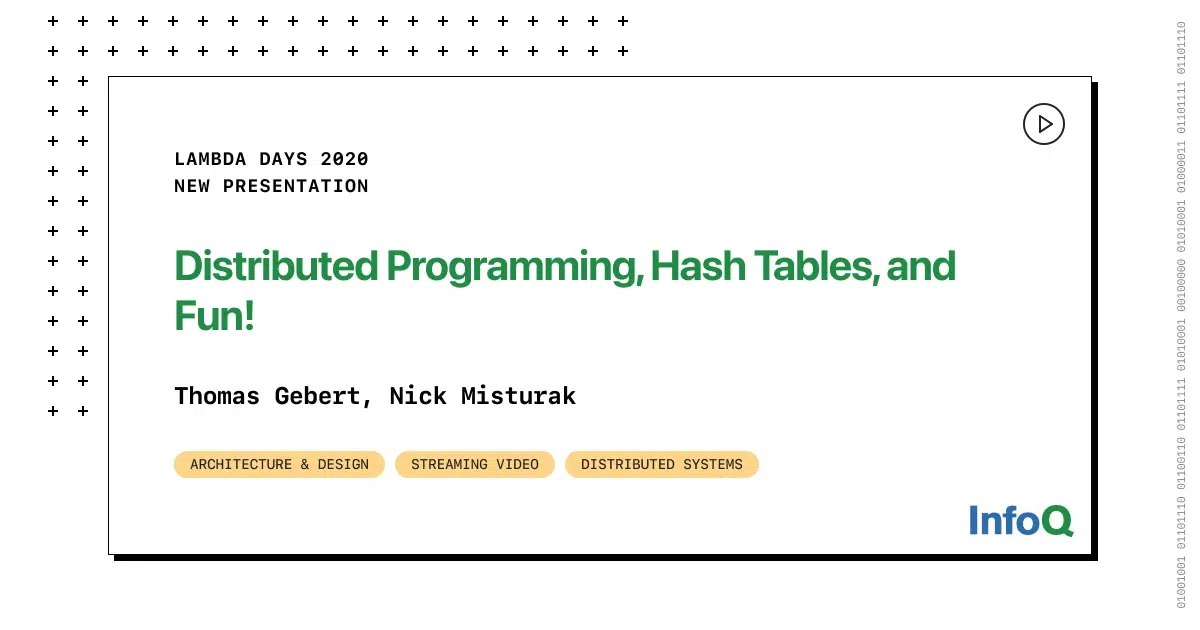 LAMBDA DAYS 2020
NEW PRESENTATION
Distributed Programming, Hash Tables, and
Fun!
Thomas Gebert, Nick Misturak
ARCHITECTURE & DESIGN
STREAMING VIDEO
DISTRIBUTED SYSTEMS
InfoQ
01001001 01101110 01100110 01101111 01010001 00100000 01010001 01000011 01101111 01101110